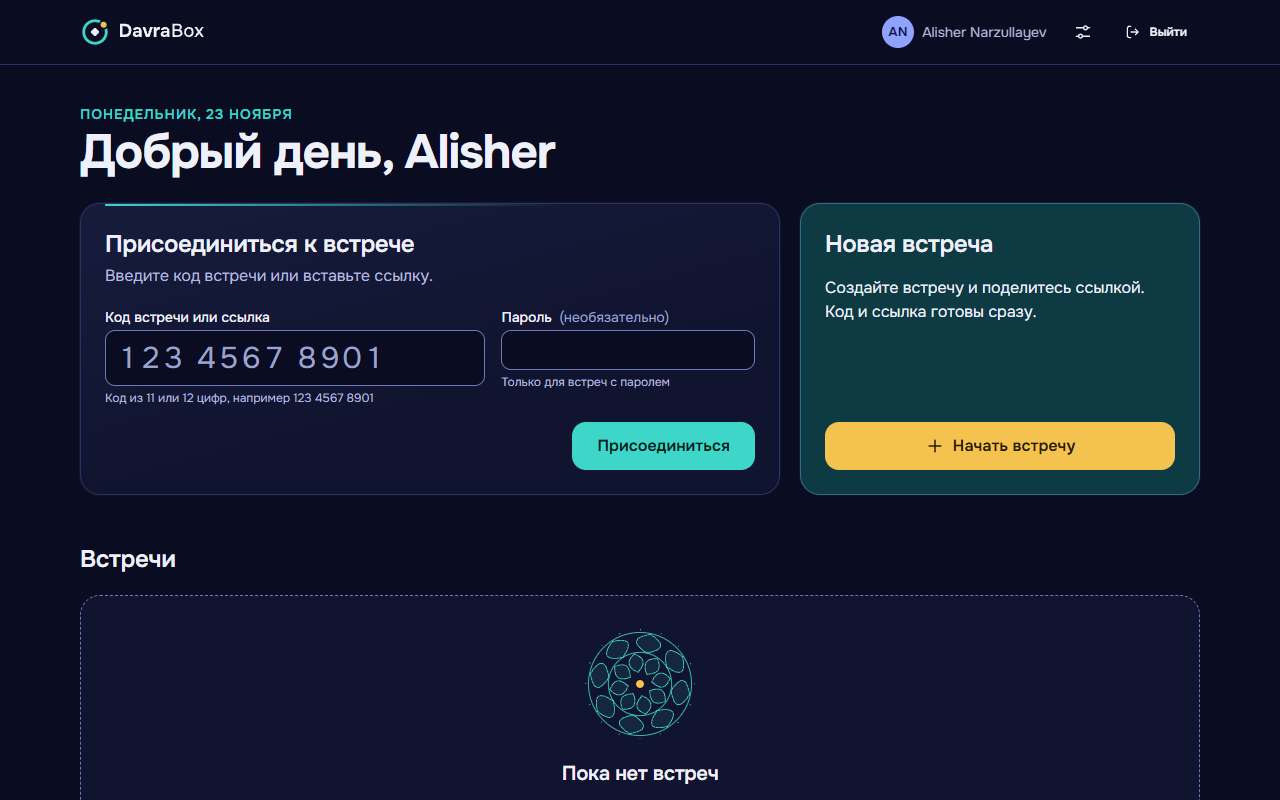 DavraBox
AN Alisher Narzullayev
Выйти
ПОНЕДЕЛЬНИК, 23 НОЯБРЯ
Добрый день, Alisher
Присоединиться к встрече
Введите код встречи или вставьте ссылку.
Код встречи или ссылка
123 4567 8901
Код из 11 или 12 цифр, например 123 4567 8901
Пароль (необязательно)
Только для встреч с паролем
Присоединиться
Новая встреча
Создайте встречу и поделитесь ссылкой.
Код и ссылка готовы сразу.
Начать встречу
Встречи
Пока нет встреч